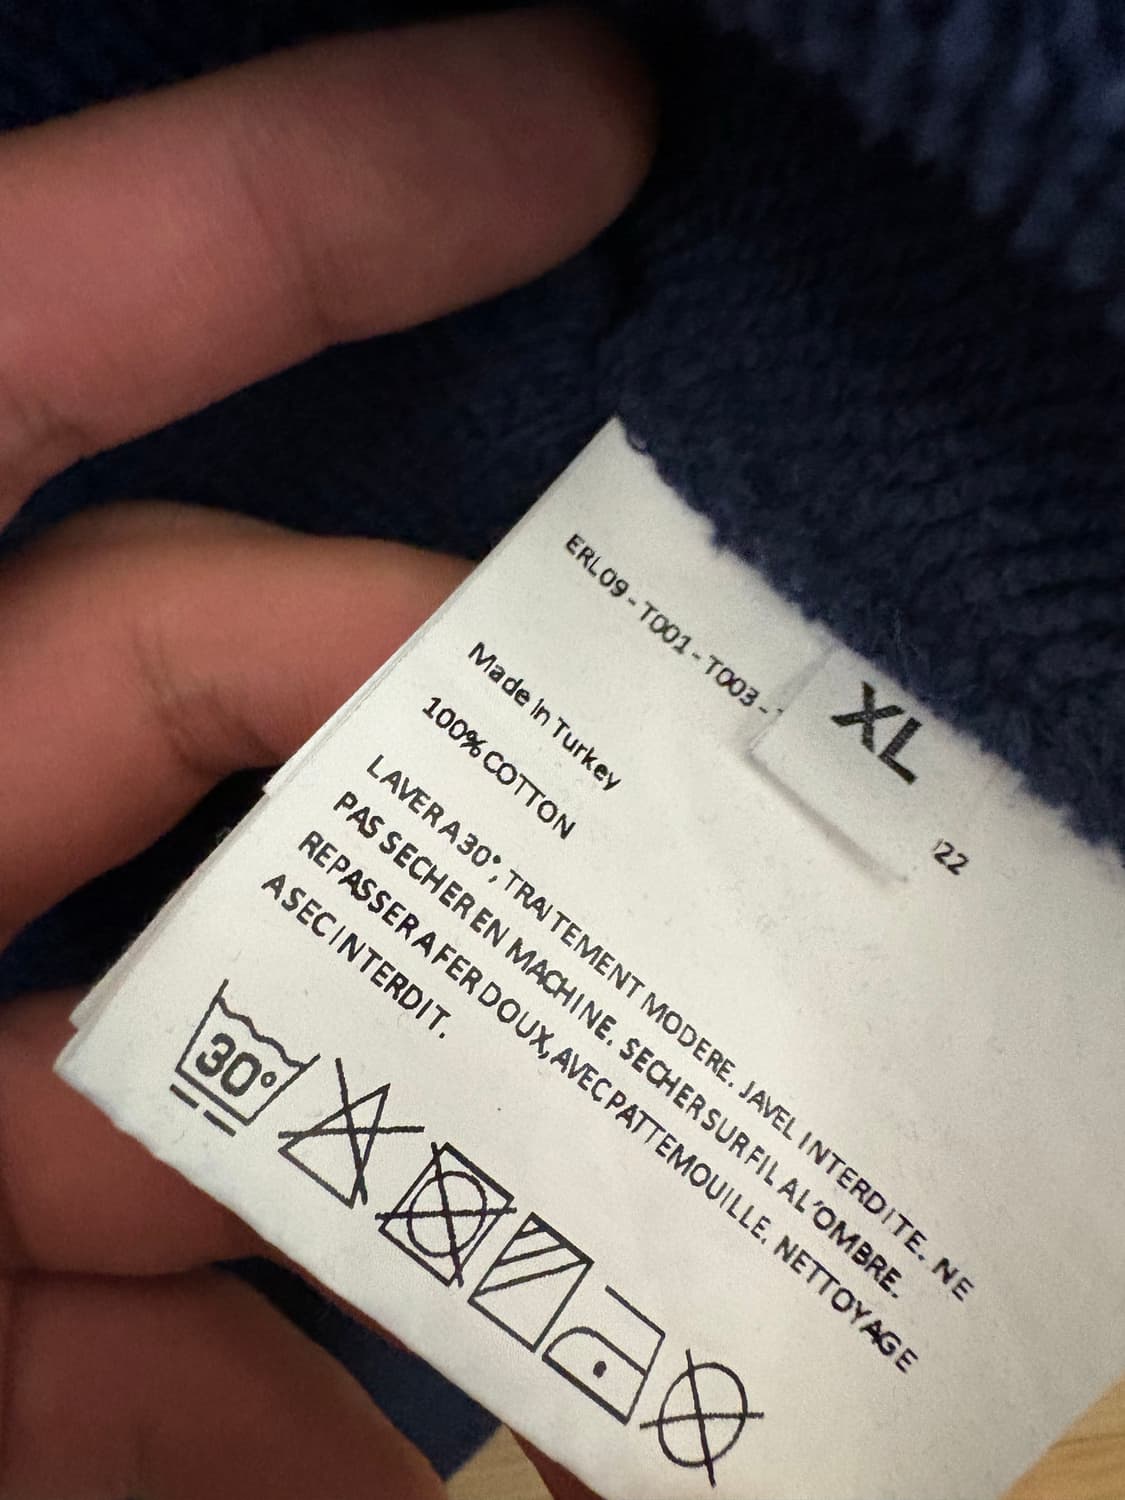 XL
ERL09 - T001 - T003 -
22
Made in Turkey
100% COTTON
LAVER A 30°, TRAITEMENT MODERE. JAVEL INTERDITE. NE
PAS SECHER EN MACHINE. SECHER SUR FIL A L'OMBRE.
REPASSER A FER DOUX, AVEC PATTEMOUILLE. NETTOYAGE
A SEC INTERDIT.
30°